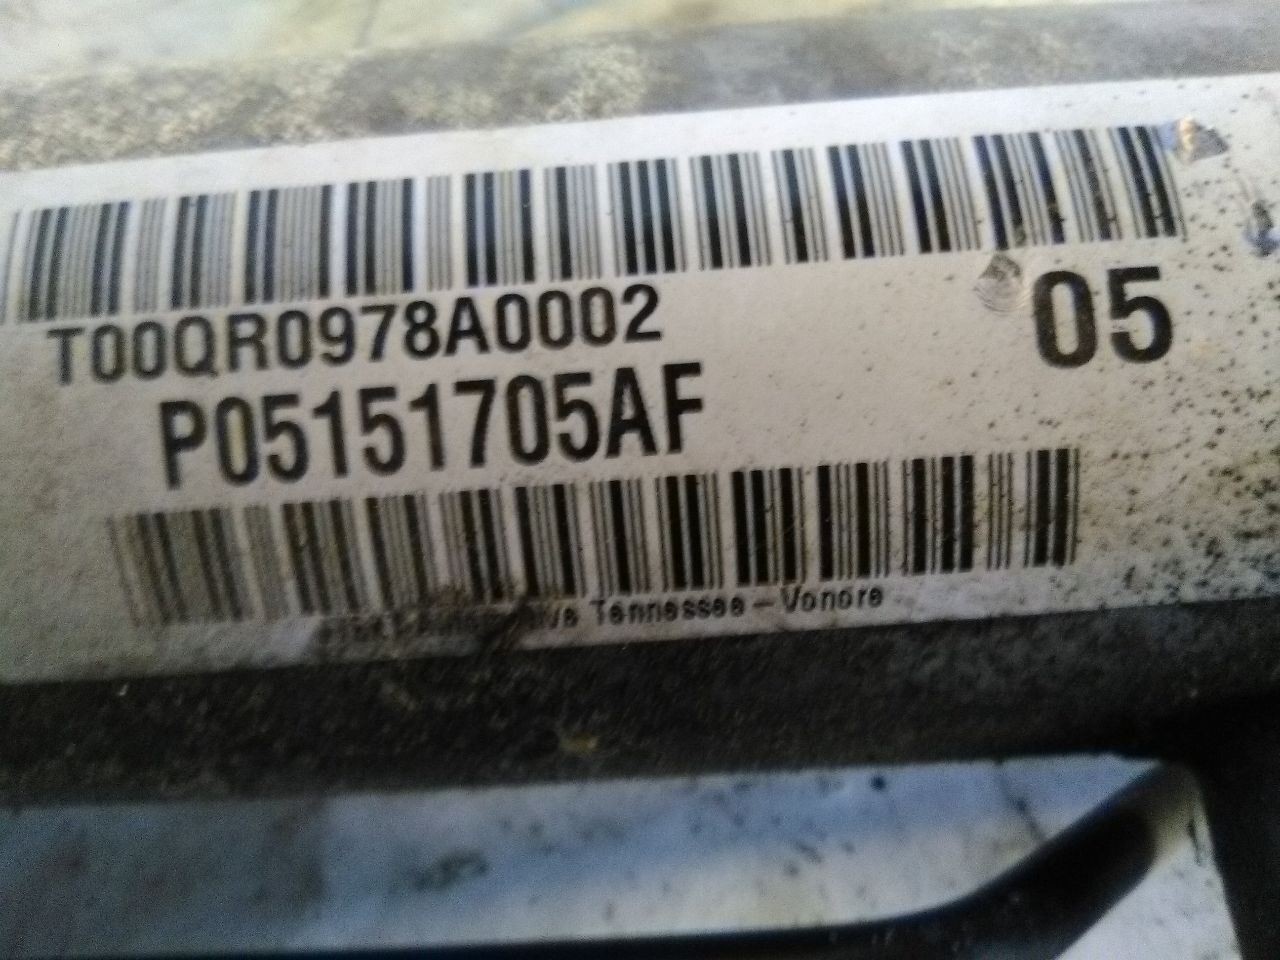 T00QR0978A0002
05
P05151705AF
Tennessee - Vonore